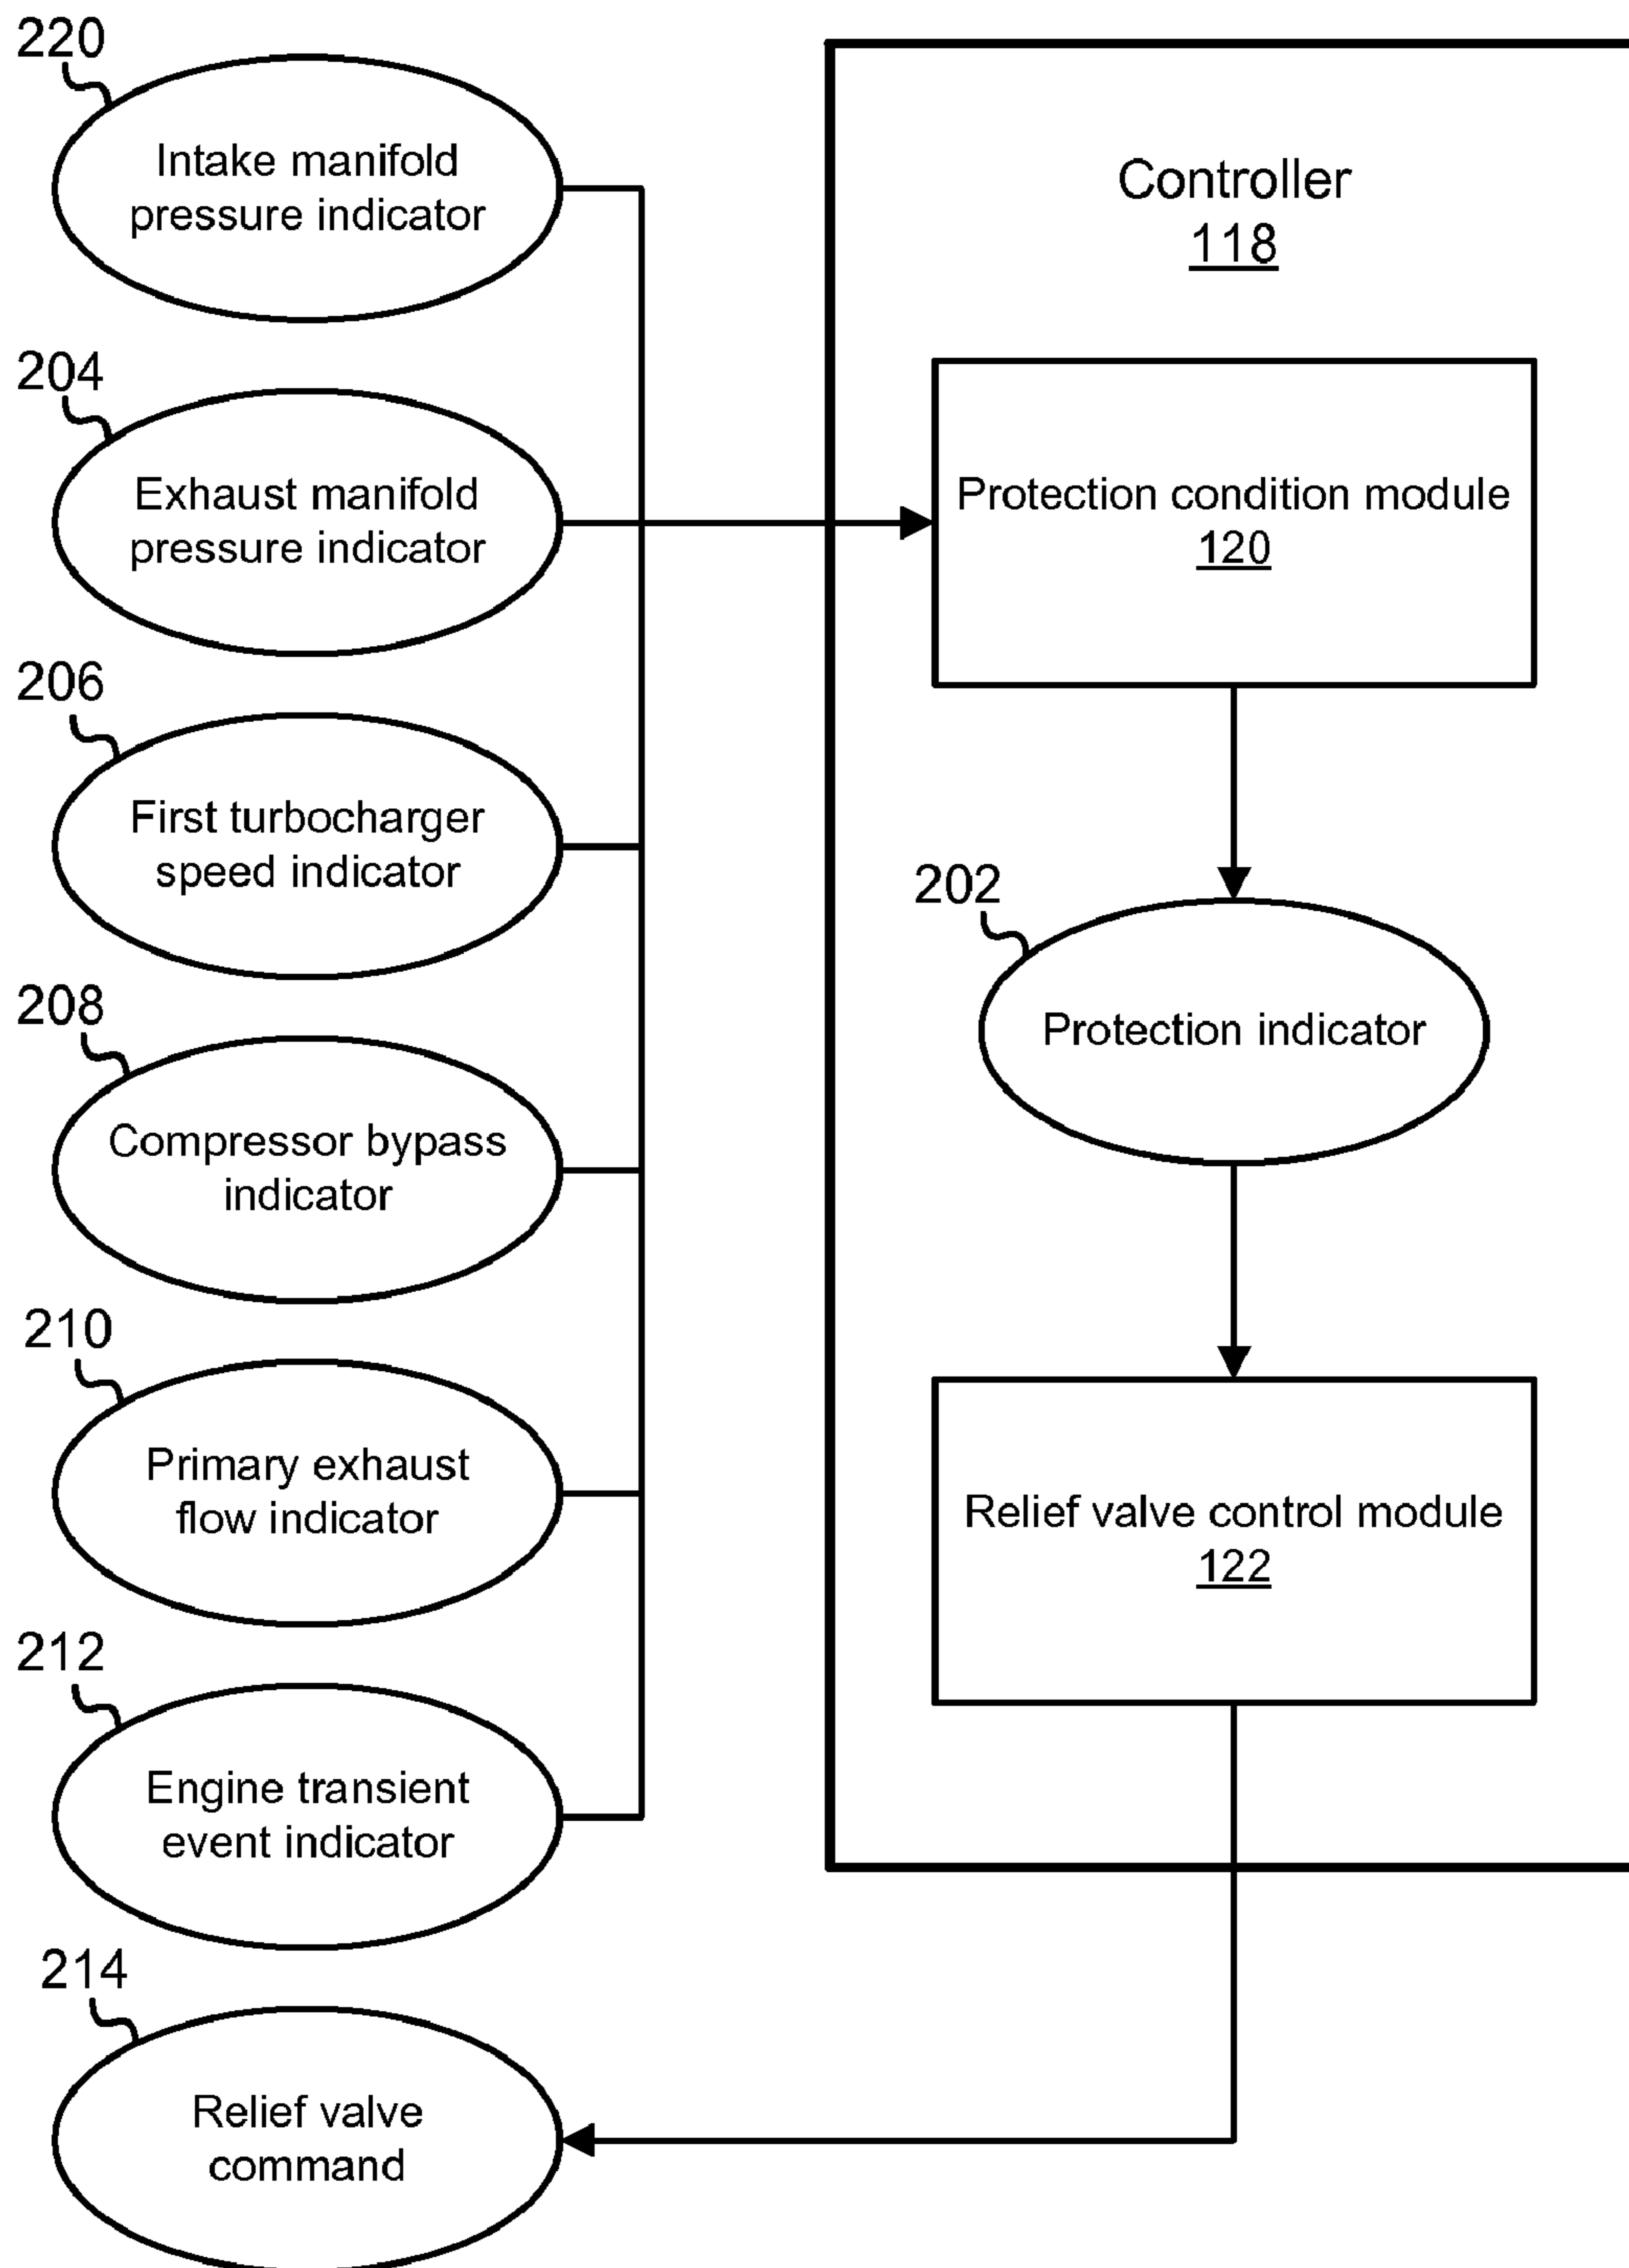 220
Intake manifold
pressure indicator
204
Exhaust manifold
pressure indicator
206
First turbocharger
speed indicator
208
Compressor bypass
indicator
210
Primary exhaust
flow indicator
212
Engine transient
event indicator
214
Relief valve
command
Controller
118
Protection condition module
120
202
Protection indicator
Relief valve control module
122